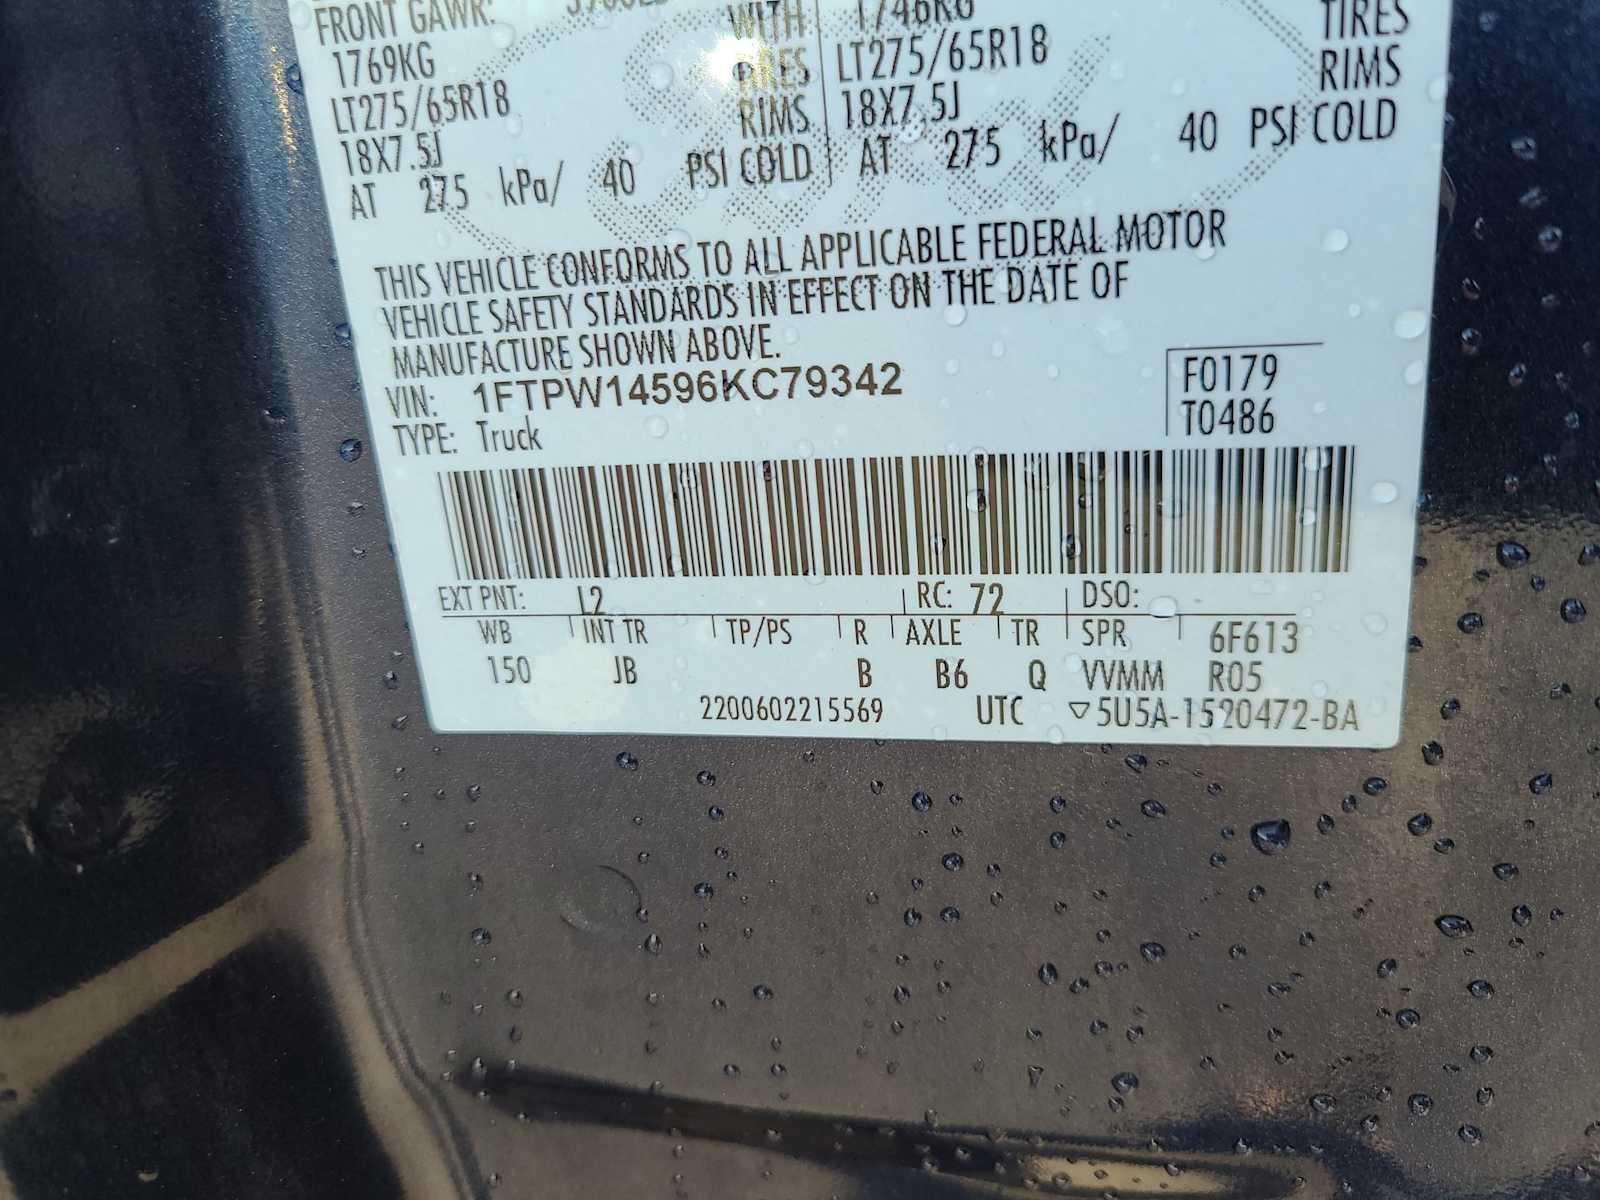 FRONT GAWR:
1769KG
LT275/65R18
18X7.5J
AT 275 kPa/ 40 PSI COLD
WITH
TIRES
RIMS
1746KG
LT275/65R18
18X7.5J
AT 275 kPa/ 40 PSI COLD
TIRES
RIMS
THIS VEHICLE CONFORMS TO ALL APPLICABLE FEDERAL MOTOR
VEHICLE SAFETY STANDARDS IN EFFECT ON THE DATE OF
MANUFACTURE SHOWN ABOVE.
VIN: 1FTPW14596KC79342
TYPE: Truck
F0179
T0486
EXT PNT: L2 RC: 72 DSO:
WB INT TR TP/PS R AXLE TR SPR 6F613
150 JB B B6 Q VVMM R05
2200602215569 UTC ▽5U5A-1520472-BA